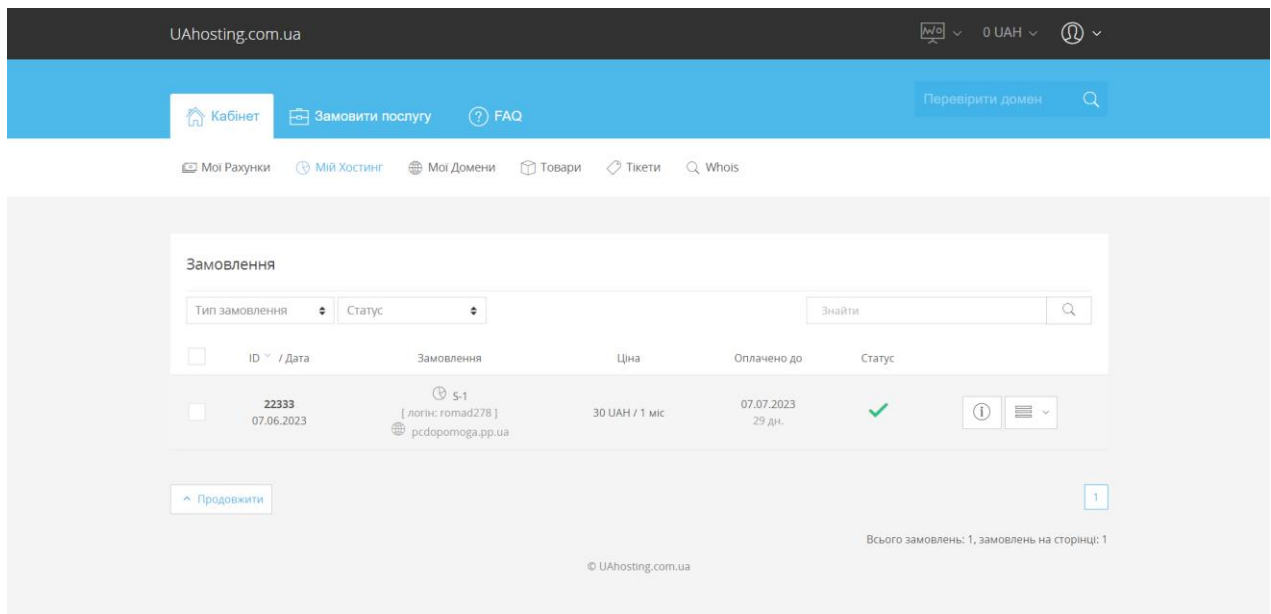 UAhosting.com.ua
0 UAH
Перевірити домен
Кабінет Замовити послугу FAQ
Мої Рахунки Мій Хостинг Мої Домени Товари Тікети Whois
Замовлення
Тип замовлення Статус Знайти
ID / Дата Замовлення Ціна Оплачено до Статус
22333
07.06.2023
S-1
[ логін: romad278 ]
pcdopomoga.pp.ua
30 UAH / 1 міс
07.07.2023
29 дн.
Продовжити
1
Всього замовлень: 1, замовлень на сторінці: 1
© UAhosting.com.ua